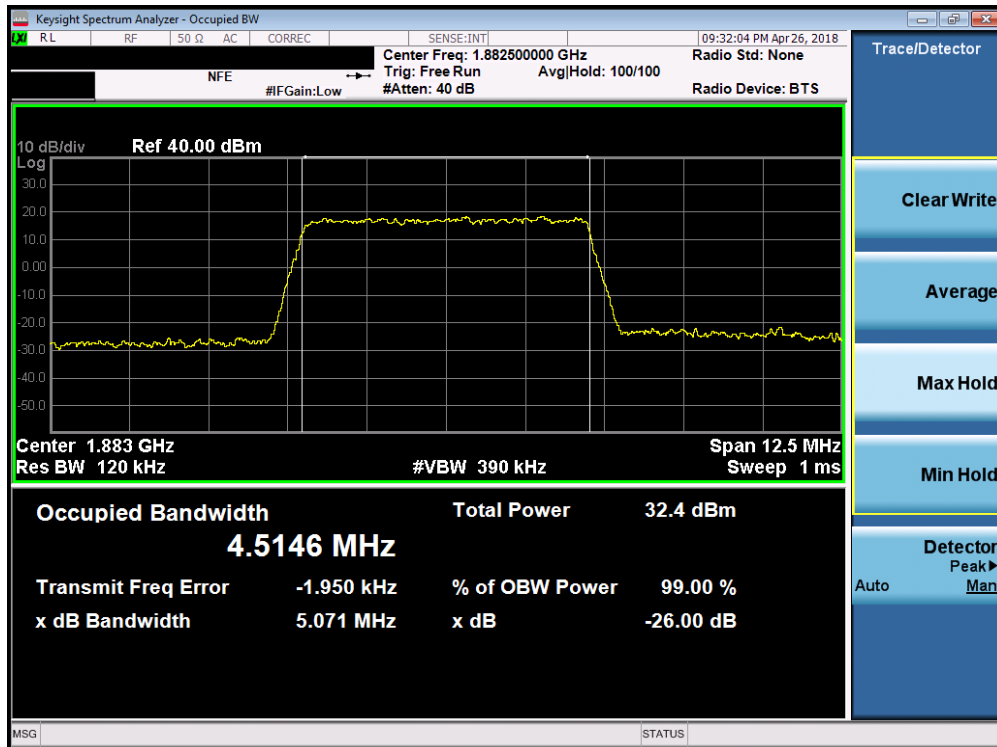 Keysight Spectrum Analyzer - Occupied BW
LXI RL RF 50 Ω AC CORREC SENSE:INT 09:32:04 PM Apr 26, 2018
Center Freq: 1.882500000 GHz Radio Std: None
NFE Trig: Free Run Avg|Hold: 100/100
#IFGain:Low #Atten: 40 dB Radio Device: BTS
10 dB/div Ref 40.00 dBm
Log
30.0
20.0
10.0
0.00
-10.0
-20.0
-30.0
-40.0
-50.0
Center 1.883 GHz Span 12.5 MHz
Res BW 120 kHz #VBW 390 kHz Sweep 1 ms
Occupied Bandwidth Total Power 32.4 dBm
4.5146 MHz
Transmit Freq Error -1.950 kHz % of OBW Power 99.00 %
x dB Bandwidth 5.071 MHz x dB -26.00 dB
MSG STATUS
Trace/Detector
Clear Write
Average
Max Hold
Min Hold
Detector
Peak▶
Auto Man